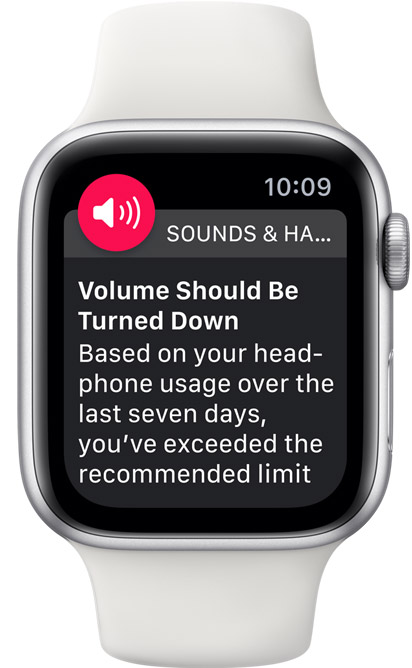 10:09
SOUNDS & HA...
Volume Should Be
Turned Down
Based on your head-
phone usage over the
last seven days,
you’ve exceeded the
recommended limit